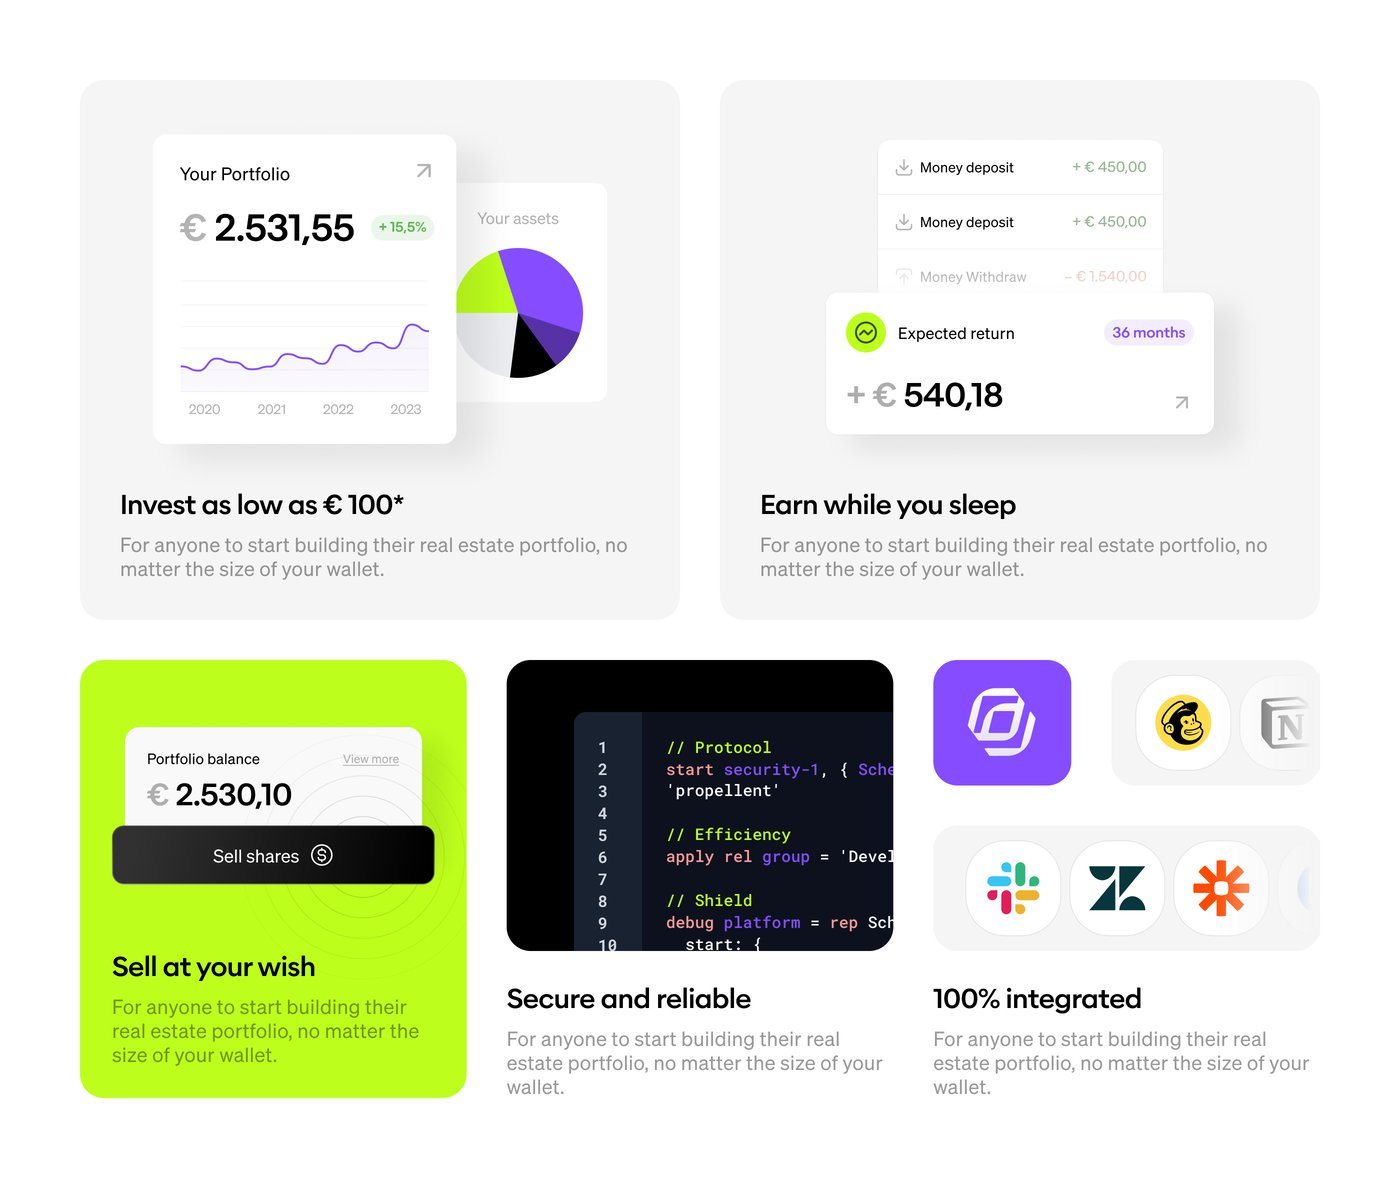 Your Portfolio
€ 2.531,55
+ 15,5%
2020 2021 2022 2023
Your assets
Invest as low as € 100*
For anyone to start building their real estate portfolio, no
matter the size of your wallet.
Money deposit + € 450,00
Money deposit + € 450,00
Money Withdraw – € 1.540,00
Expected return 36 months
+ € 540,18
Earn while you sleep
For anyone to start building their real estate portfolio, no
matter the size of your wallet.
Portfolio balance View more
€ 2.530,10
Sell shares
Sell at your wish
For anyone to start building their
real estate portfolio, no matter the
size of your wallet.
1 // Protocol
2 start security-1, { Sche
3 'propellent'
4
5 // Efficiency
6 apply rel group = 'Devel
7
8 // Shield
9 debug platform = rep Sch
10 start: {
Secure and reliable
For anyone to start building their real
estate portfolio, no matter the size of your
wallet.
N
100% integrated
For anyone to start building their real
estate portfolio, no matter the size of your
wallet.